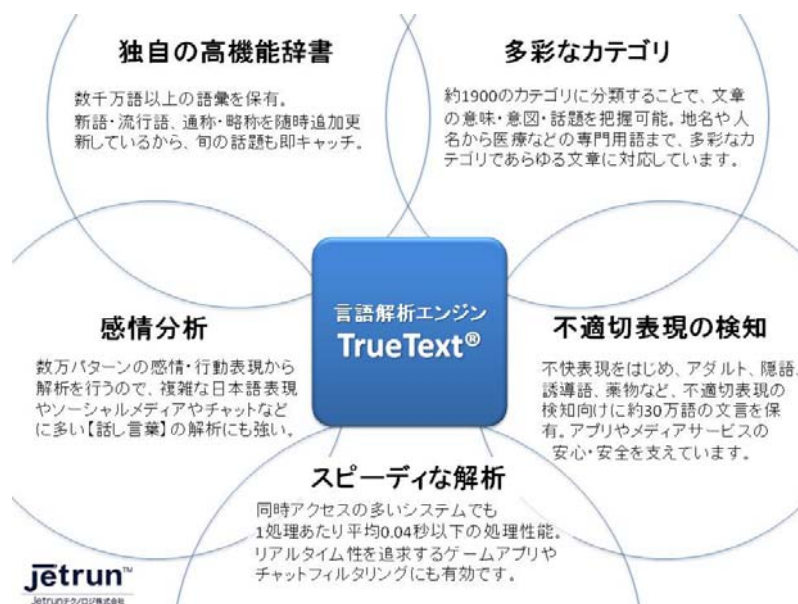 独自の高機能辞書
数千万語以上の語彙を保有。
新語・流行語、通称・略称を随時追加更
新しているから、旬の話題も即キャッチ。
多彩なカテゴリ
約1900のカテゴリに分類することで、文章
の意味・意図・話題を把握可能。地名や人
名から医療などの専門用語まで、多彩なカ
テゴリであらゆる文章に対応しています。
言語解析エンジン
TrueText®
感情分析
数万パターンの感情・行動表現から
解析を行うので、複雑な日本語表現
やソーシャルメディアやチャットなど
に多い【話し言葉】の解析にも強い。
不適切表現の検知
不快表現をはじめ、アダルト、隠語、
誘導語、薬物など、不適切表現の
検知向けに約30万語の文言を保
有。アプリやメディアサービスの
安心・安全を支えています。
スピーディな解析
同時アクセスの多いシステムでも
1処理あたり平均0.04秒以下の処理性能。
リアルタイム性を追求するゲームアプリや
チャットフィルタリングにも有効です。
jetrun™
Jetrunテクノロジ株式会社